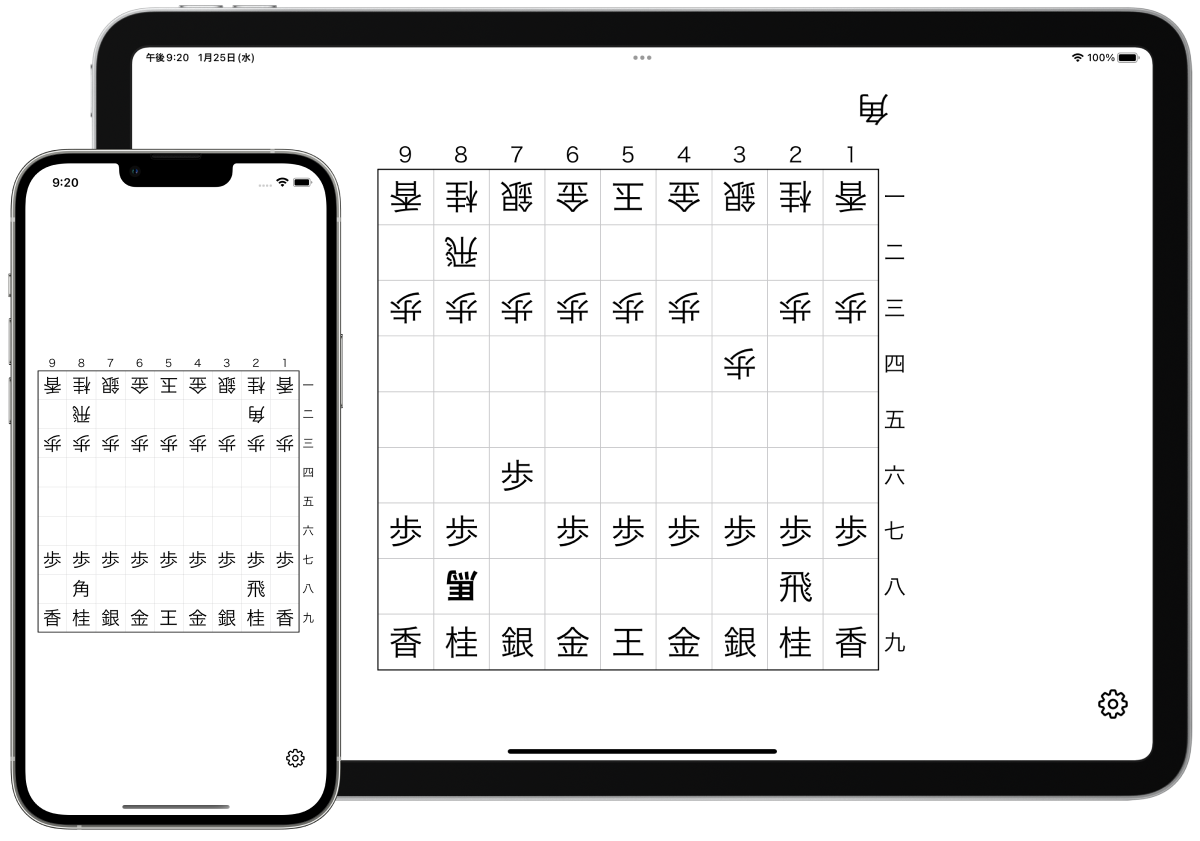 午後9:20 1月25日(水)
100%
角
9 8 7 6 5 4 3 2 1
香 桂 銀 金 王 金 銀 桂 香 一
飛 二
歩 歩 歩 歩 歩 歩 歩 歩 三
歩 四
五
歩 六
歩 歩 歩 歩 歩 歩 歩 歩 七
馬 飛 八
香 桂 銀 金 王 金 銀 桂 香 九
9:20
9 8 7 6 5 4 3 2 1
香 桂 銀 金 王 金 銀 桂 香 一
飛 角 二
歩 歩 歩 歩 歩 歩 歩 歩 歩 三
四
五
六
歩 歩 歩 歩 歩 歩 歩 歩 歩 七
角 飛 八
香 桂 銀 金 王 金 銀 桂 香 九